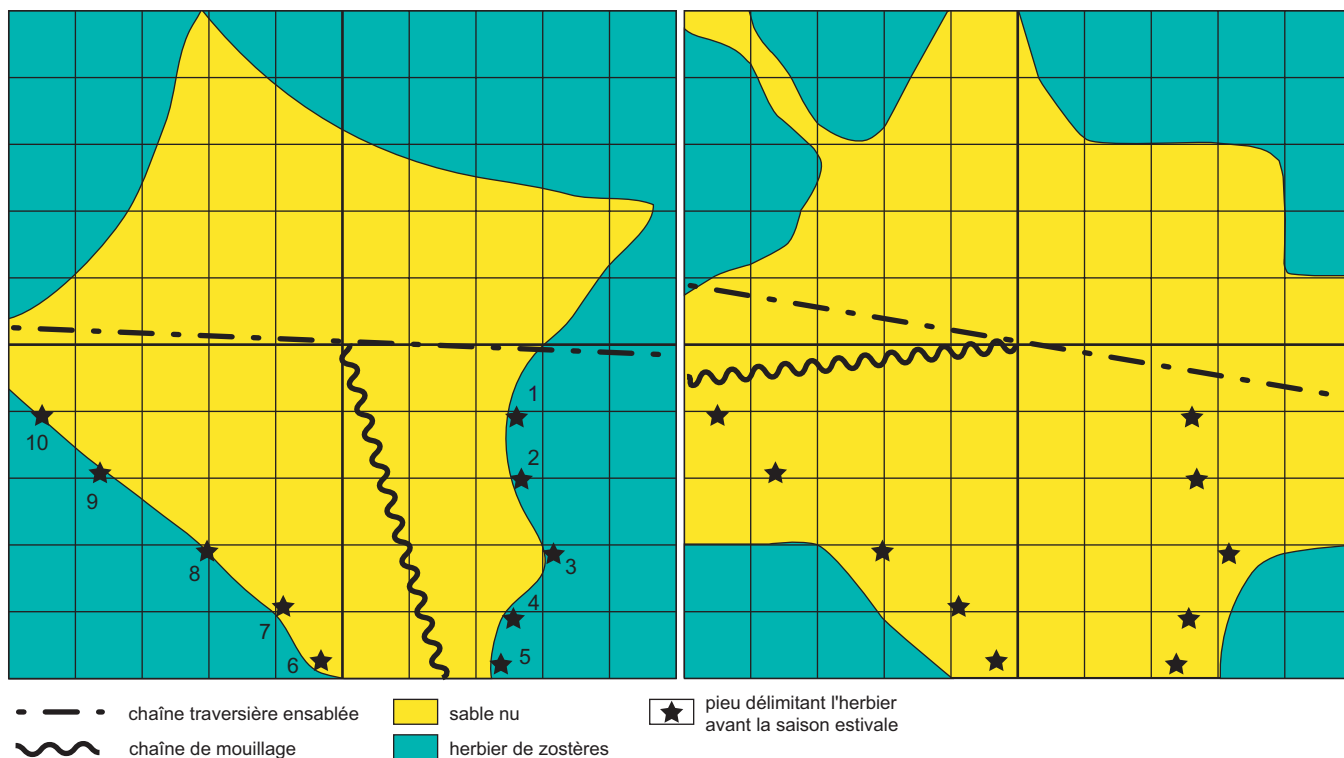 1
2
3
4
5
6
7
8
9
10
chaîne traversière ensablée
chaîne de mouillage
sable nu
herbier de zostères
pieu délimitant l'herbier
avant la saison estivale